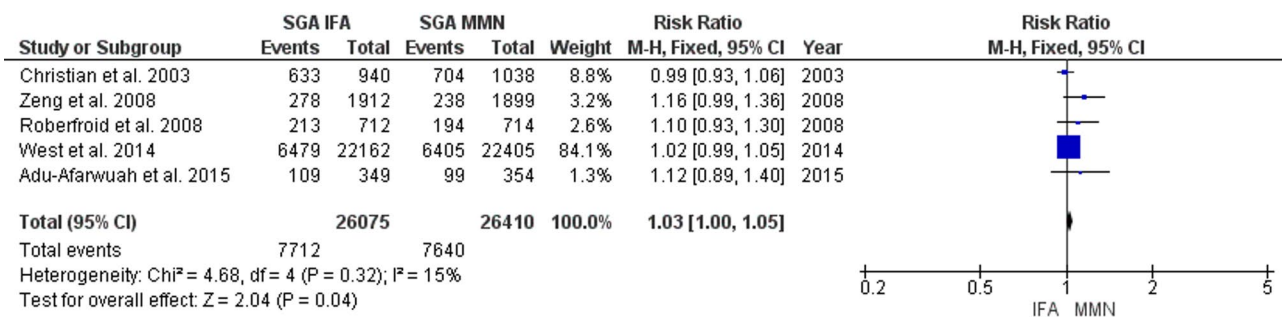 SGA IFA SGA MMN Risk Ratio Risk Ratio
Study or Subgroup Events Total Events Total Weight M-H, Fixed, 95% CI Year M-H, Fixed, 95% CI
Christian et al. 2003 633 940 704 1038 8.8% 0.99 [0.93, 1.06] 2003
Zeng et al. 2008 278 1912 238 1899 3.2% 1.16 [0.99, 1.36] 2008
Roberfroid et al. 2008 213 712 194 714 2.6% 1.10 [0.93, 1.30] 2008
West et al. 2014 6479 22162 6405 22405 84.1% 1.02 [0.99, 1.05] 2014
Adu-Afarwuah et al. 2015 109 349 99 354 1.3% 1.12 [0.89, 1.40] 2015
Total (95% CI) 26075 26410 100.0% 1.03 [1.00, 1.05]
Total events 7712 7640
Heterogeneity: Chi² = 4.68, df = 4 (P = 0.32); I² = 15%
Test for overall effect: Z = 2.04 (P = 0.04)
0.2 0.5 1 2 5
IFA MMN